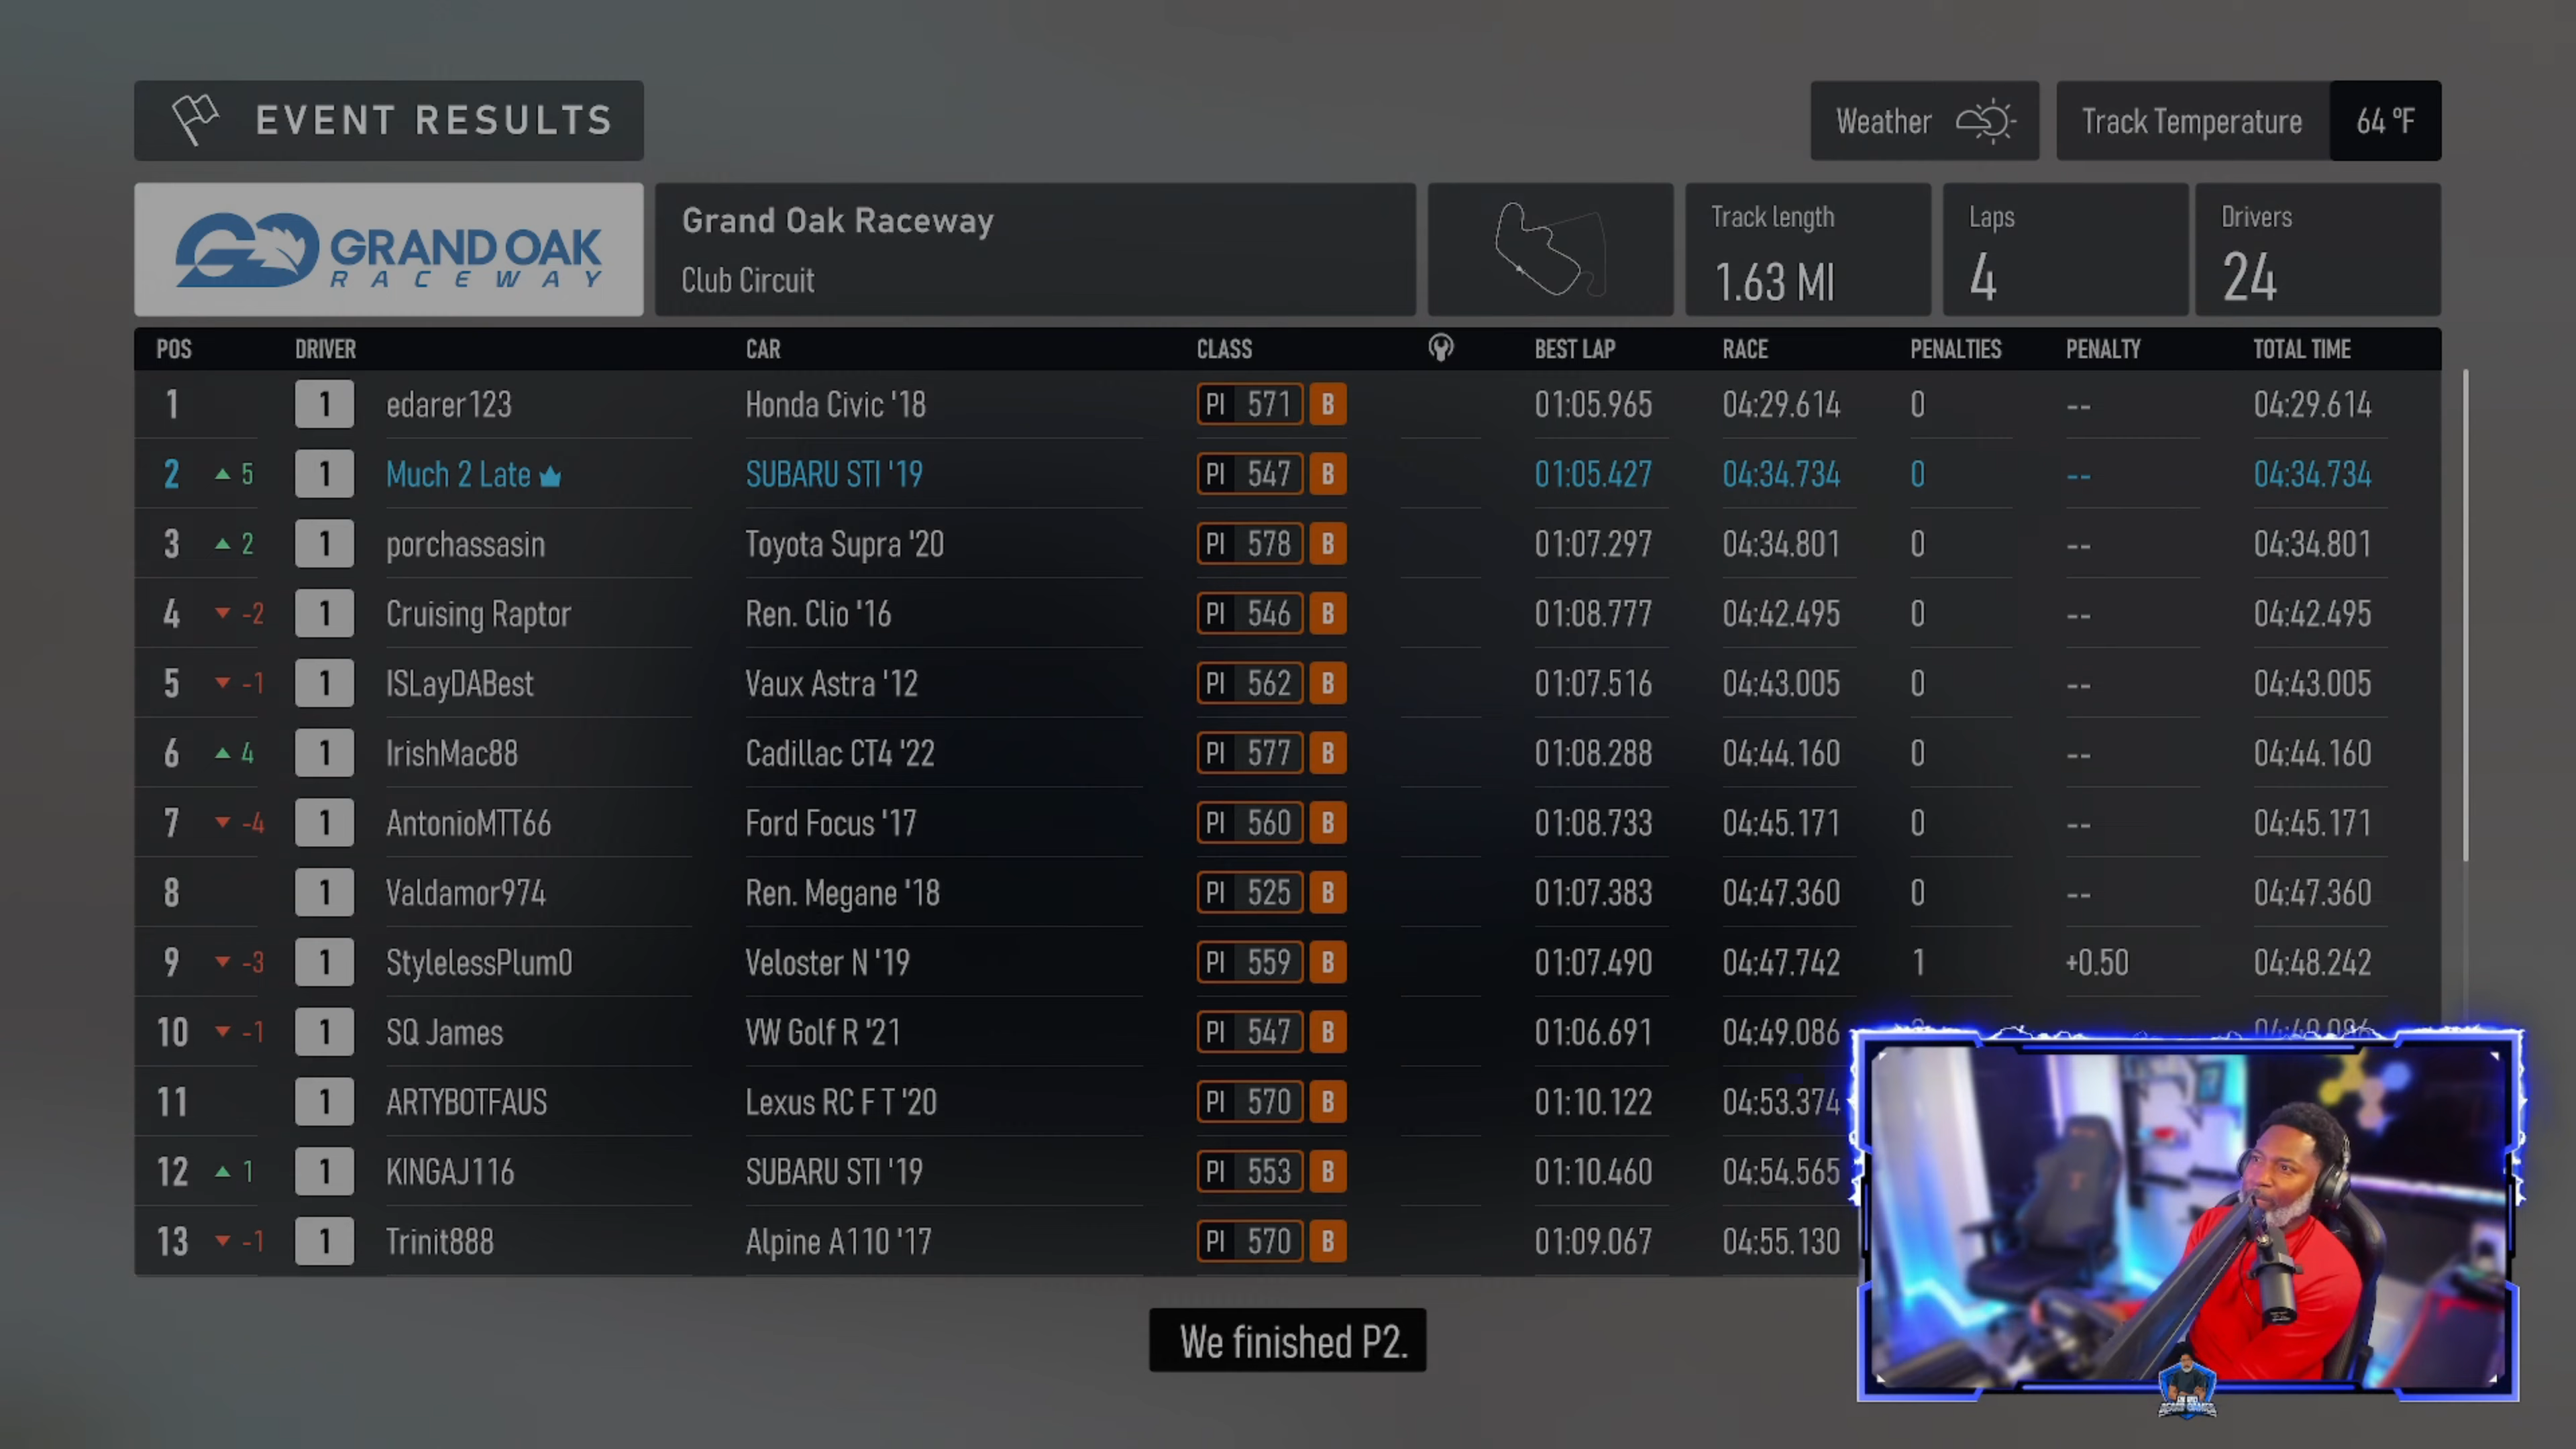 EVENT RESULTS
Weather
Track Temperature 64 °F
GRAND OAK
RACEWAY
Grand Oak Raceway
Club Circuit
Track length
1.63 MI
Laps
4
Drivers
24
POS DRIVER CAR CLASS BEST LAP RACE PENALTIES PENALTY TOTAL TIME
1 1 edarer123 Honda Civic '18 PI 571 B 01:05.965 04:29.614 0 -- 04:29.614
2 ▲ 5 1 Much 2 Late SUBARU STI '19 PI 547 B 01:05.427 04:34.734 0 -- 04:34.734
3 ▲ 2 1 porchassasin Toyota Supra '20 PI 578 B 01:07.297 04:34.801 0 -- 04:34.801
4 ▼ -2 1 Cruising Raptor Ren. Clio '16 PI 546 B 01:08.777 04:42.495 0 -- 04:42.495
5 ▼ -1 1 ISLayDABest Vaux Astra '12 PI 562 B 01:07.516 04:43.005 0 -- 04:43.005
6 ▲ 4 1 IrishMac88 Cadillac CT4 '22 PI 577 B 01:08.288 04:44.160 0 -- 04:44.160
7 ▼ -4 1 AntonioMTT66 Ford Focus '17 PI 560 B 01:08.733 04:45.171 0 -- 04:45.171
8 1 Valdamor974 Ren. Megane '18 PI 525 B 01:07.383 04:47.360 0 -- 04:47.360
9 ▼ -3 1 StylelessPlum0 Veloster N '19 PI 559 B 01:07.490 04:47.742 1 +0.50 04:48.242
10 ▼ -1 1 SQ James VW Golf R '21 PI 547 B 01:06.691 04:49.086 04:49.086
11 1 ARTYBOTFAUS Lexus RC F T '20 PI 570 B 01:10.122 04:53.374
12 ▲ 1 1 KINGAJ116 SUBARU STI '19 PI 553 B 01:10.460 04:54.565
13 ▼ -1 1 Trinit888 Alpine A110 '17 PI 570 B 01:09.067 04:55.130
We finished P2.